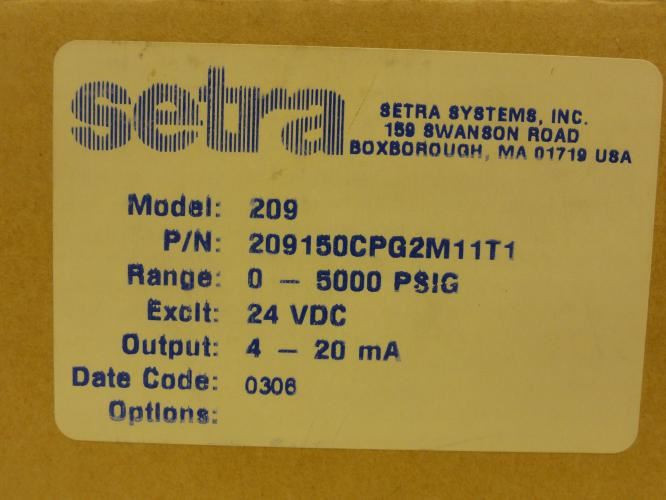 setra
SETRA SYSTEMS, INC.
159 SWANSON ROAD
BOXBOROUGH, MA 01719 USA
Model: 209
P/N: 209150CPG2M11T1
Range: 0 – 5000 PSIG
Excit: 24 VDC
Output: 4 – 20 mA
Date Code: 0306
Options: